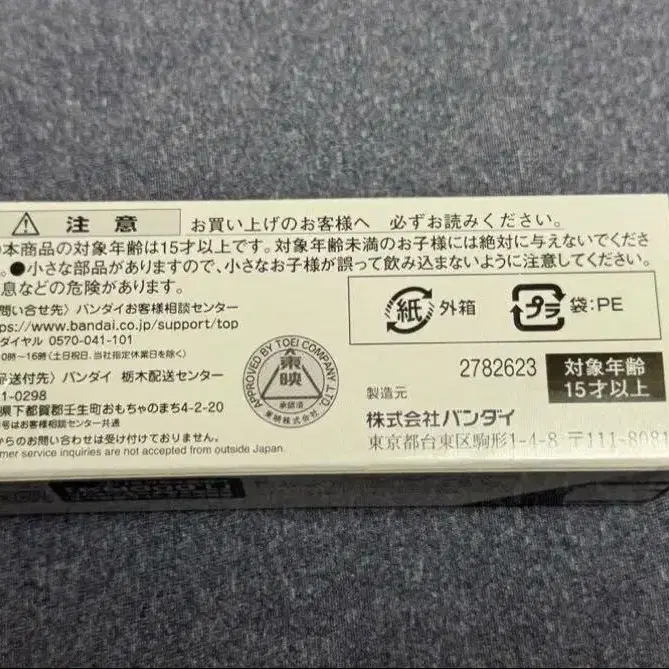 注意 お買い上げのお客様へ 必ずお読みください。
本商品の対象年齢は15才以上です。対象年齢未満のお子様には絶対に与えないでくださ
。●小さな部品がありますので、小さなお子様が誤って飲み込まないように注意してください。
息などの危険があります。
問い合せ先〉バンダイお客様相談センター
ps://www.bandai.co.jp/support/top
ダイヤル 0570-041-101
0時～16時(土日祝日、当社指定休業日を除く)
品送付先〉バンダイ 栃木配送センター
1-0298
県下都賀郡壬生町おもちゃのまち4-2-20
号はお客様相談センター共通
からのお問い合わせは受け付けておりません。
mer service inquiries are not accepted from outside Japan.
APPROVED BY TOEI COMPANY, LTD.
東映
承認済
東映株式会社
紙 外箱
プラ 袋:PE
2782623
対象年齢
15才以上
製造元
株式会社バンダイ
東京都台東区駒形1-4-8 〒111-8081